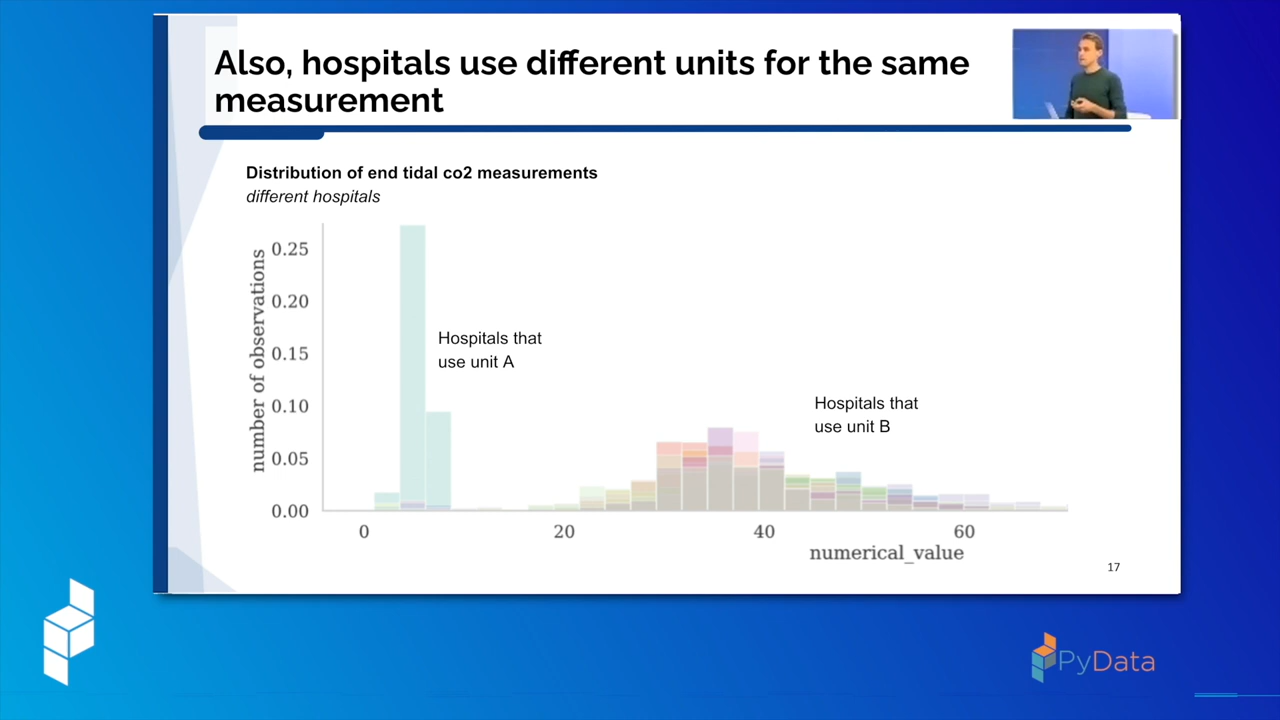 Also, hospitals use different units for the same
measurement
Distribution of end tidal co2 measurements
different hospitals
number of observations
0.25
0.20
0.15
0.10
0.05
0.00
Hospitals that
use unit A
Hospitals that
use unit B
0 20 40 60
numerical_value
17
PyData